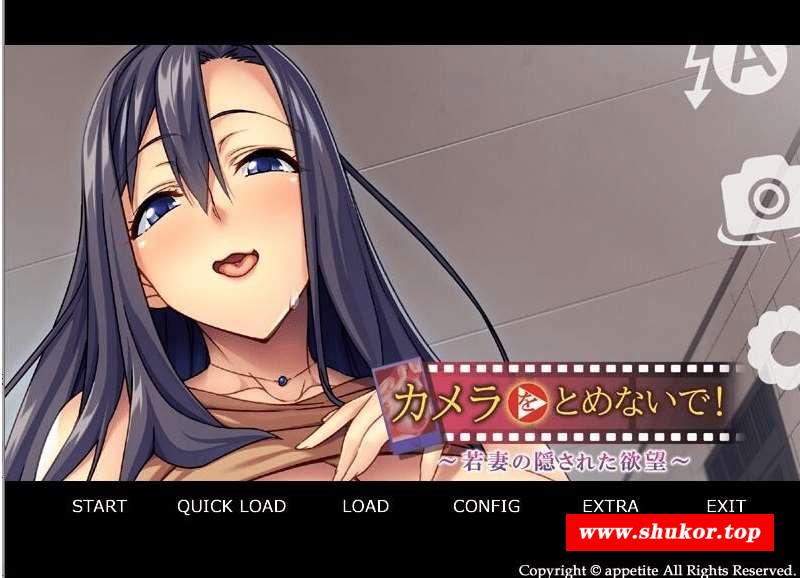 A
カメラをとめないで！
～若妻の隠された欲望～
START QUICK LOAD LOAD CONFIG EXTRA EXIT
www.shukor.top
Copyright © appetite All Rights Reserved.